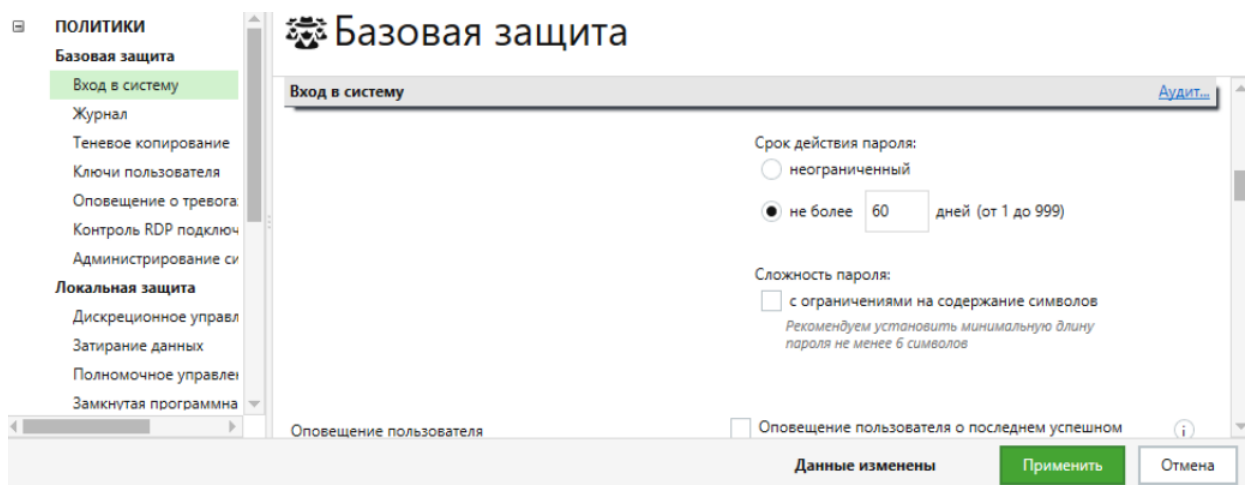 ПОЛИТИКИ
Базовая защита
Вход в систему
Журнал
Теневое копирование
Ключи пользователя
Оповещение о тревога
Контроль RDP подключ
Администрирование си
Локальная защита
Дискреционное управл
Затирание данных
Полномочное управлен
Замкнутая программна
Базовая защита
Вход в систему Аудит...
Срок действия пароля:
неограниченный
не более 60 дней (от 1 до 999)
Сложность пароля:
с ограничениями на содержание символов
Рекомендуем установить минимальную длину
пароля не менее 6 символов
Оповещение пользователя
Оповещение пользователя о последнем успешном
Данные изменены Применить Отмена